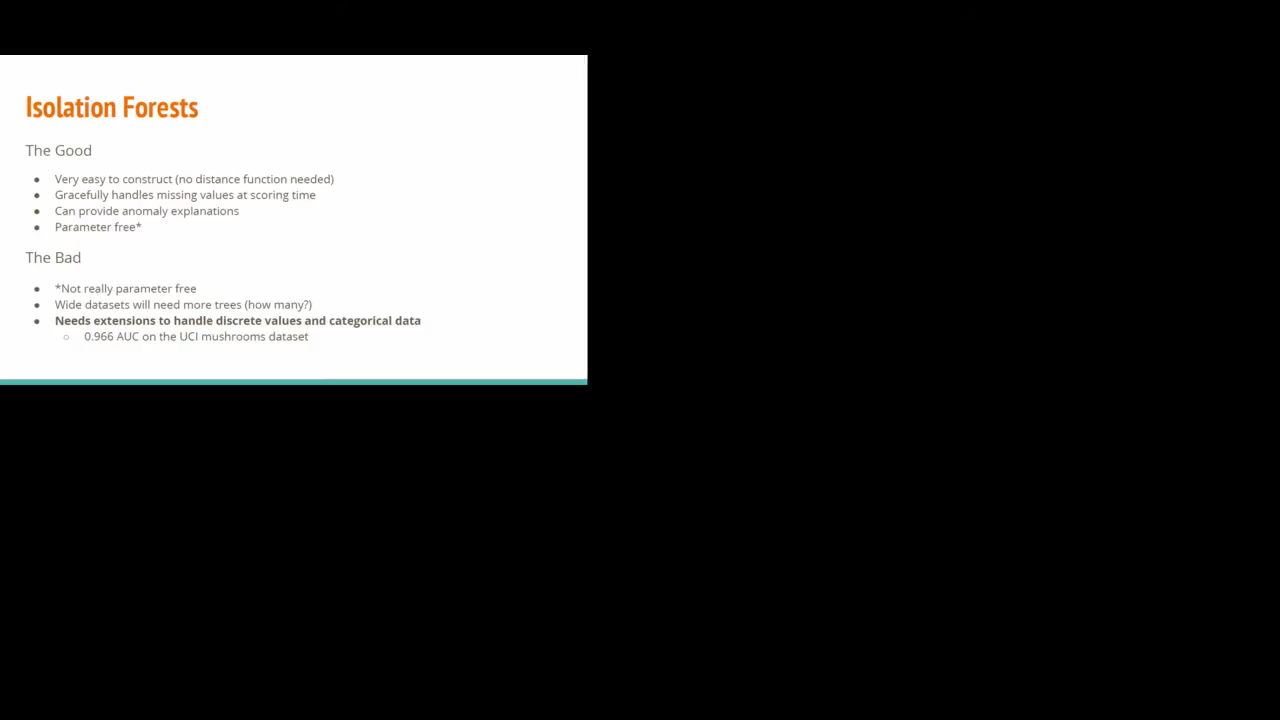 Isolation Forests
The Good
● Very easy to construct (no distance function needed)
● Gracefully handles missing values at scoring time
● Can provide anomaly explanations
● Parameter free*
The Bad
● *Not really parameter free
● Wide datasets will need more trees (how many?)
● Needs extensions to handle discrete values and categorical data
○ 0.966 AUC on the UCI mushrooms dataset